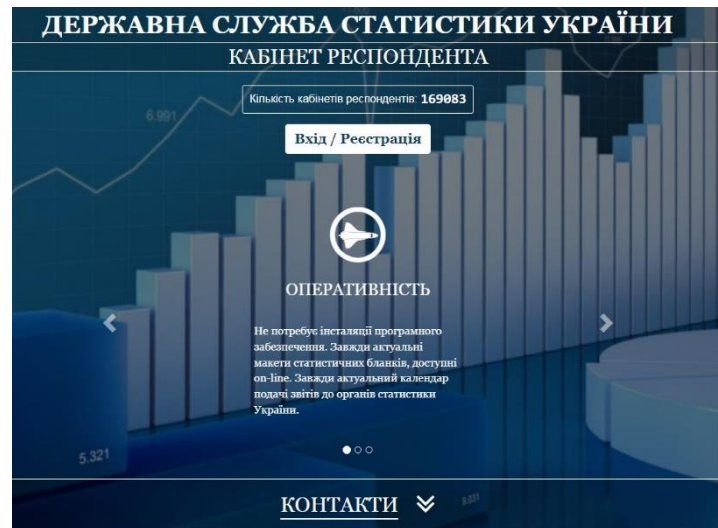 ДЕРЖАВНА СЛУЖБА СТАТИСТИКИ УКРАЇНИ
КАБІНЕТ РЕСПОНДЕНТА
Кількість кабінетів респондентів: 169083
6.991
Вхід / Реєстрація
ОПЕРАТИВНІСТЬ
Не потребує інсталяції програмного
забезпечення. Завжди актуальні
макети статистичних бланків, доступні
on-line. Завжди актуальний календар
подачі звітів до органів статистики
України.
5.321
КОНТАКТИ